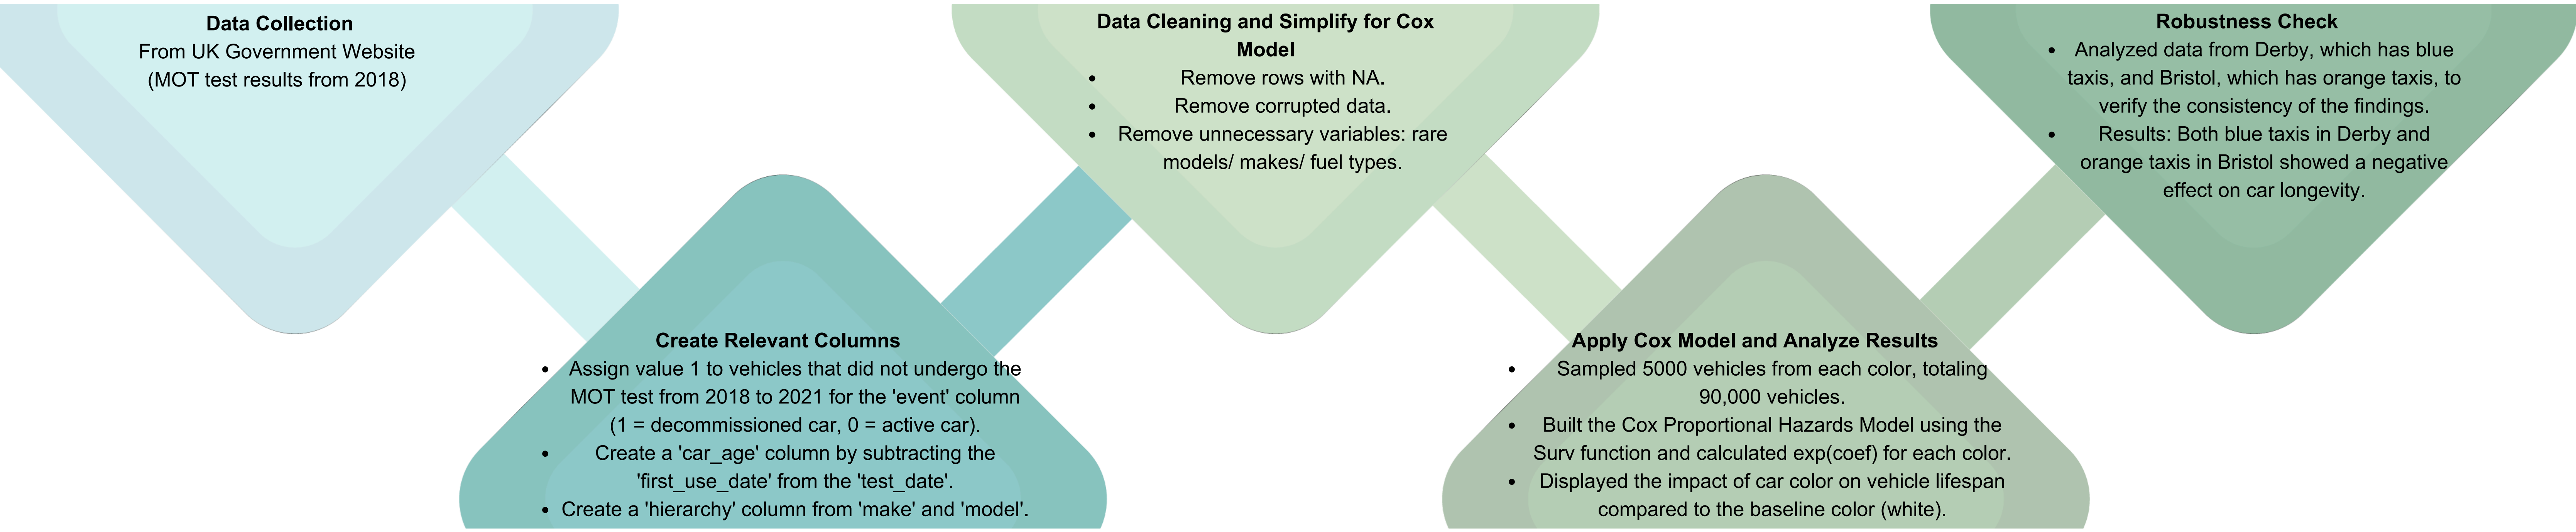 Data Collection
From UK Government Website
(MOT test results from 2018)
Create Relevant Columns
• Assign value 1 to vehicles that did not undergo the
MOT test from 2018 to 2021 for the 'event' column
(1 = decommissioned car, 0 = active car).
• Create a 'car_age' column by subtracting the
'first_use_date' from the 'test_date'.
• Create a 'hierarchy' column from 'make' and 'model'.
Data Cleaning and Simplify for Cox
Model
• Remove rows with NA.
• Remove corrupted data.
• Remove unnecessary variables: rare
models/ makes/ fuel types.
Apply Cox Model and Analyze Results
• Sampled 5000 vehicles from each color, totaling
90,000 vehicles.
• Built the Cox Proportional Hazards Model using the
Surv function and calculated exp(coef) for each color.
• Displayed the impact of car color on vehicle lifespan
compared to the baseline color (white).
Robustness Check
• Analyzed data from Derby, which has blue
taxis, and Bristol, which has orange taxis, to
verify the consistency of the findings.
• Results: Both blue taxis in Derby and
orange taxis in Bristol showed a negative
effect on car longevity.